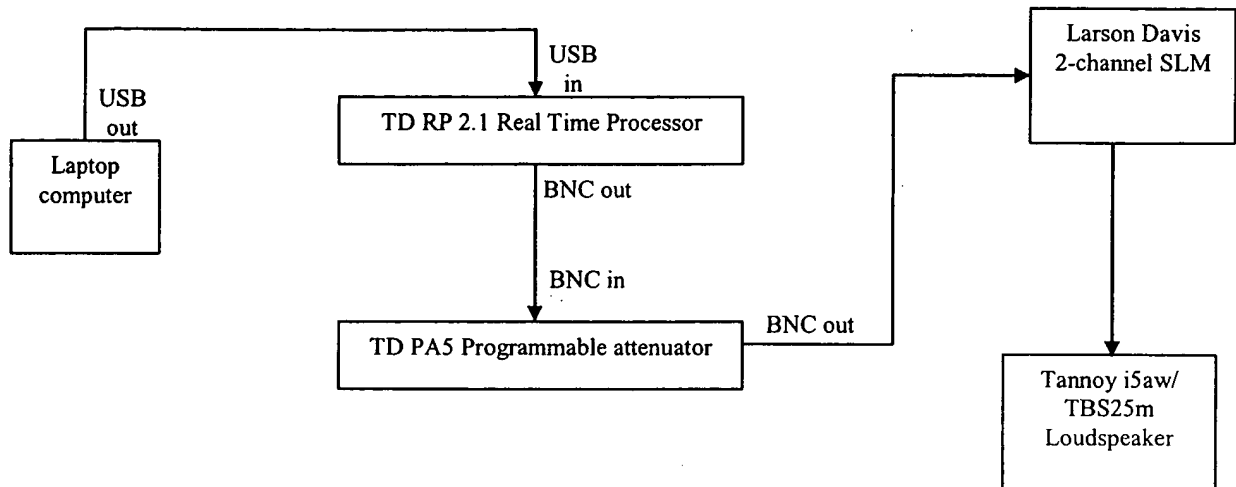 USB
out
Laptop
computer
USB
in
TD RP 2.1 Real Time Processor
BNC out
BNC in
TD PA5 Programmable attenuator
BNC out
Larson Davis
2-channel SLM
Tannoy i5aw/
TBS25m
Loudspeaker